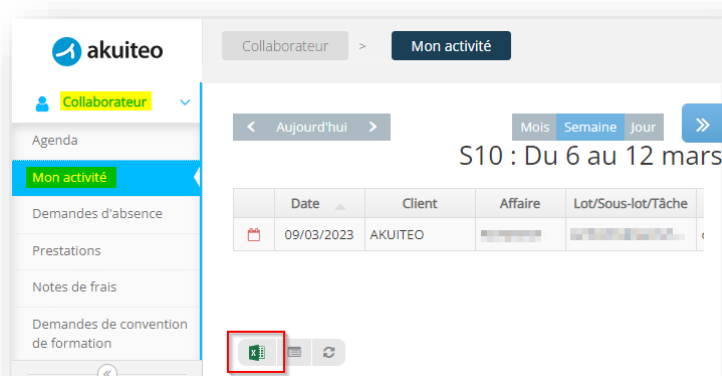 akuiteo
Collaborateur > Mon activité
Collaborateur
Agenda
Mon activité
Demandes d'absence
Prestations
Notes de frais
Demandes de convention
de formation
< Aujourd'hui > Mois Semaine Jour »
S10 : Du 6 au 12 mars
Date Client Affaire Lot/Sous-lot/Tâche
09/03/2023 AKUITEO